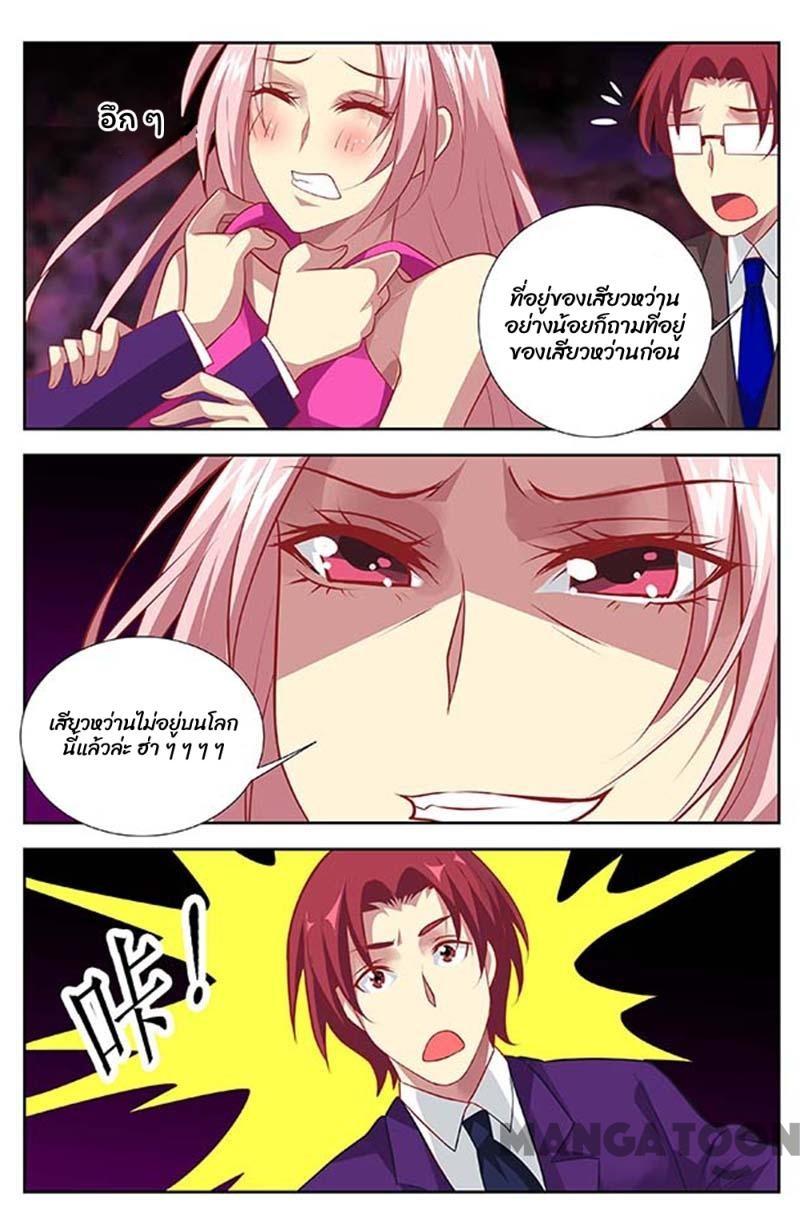 อึก ๆ
ที่อยู่ของเสียวหว่าน
อย่างน้อยก็ถามที่อยู่
ของเสียวหว่านก่อน
เสียวหว่านไม่อยู่บนโลก
นี้แล้วล่ะ ฮ่า ๆ ๆ ๆ ๆ
咔！
MANGATOON